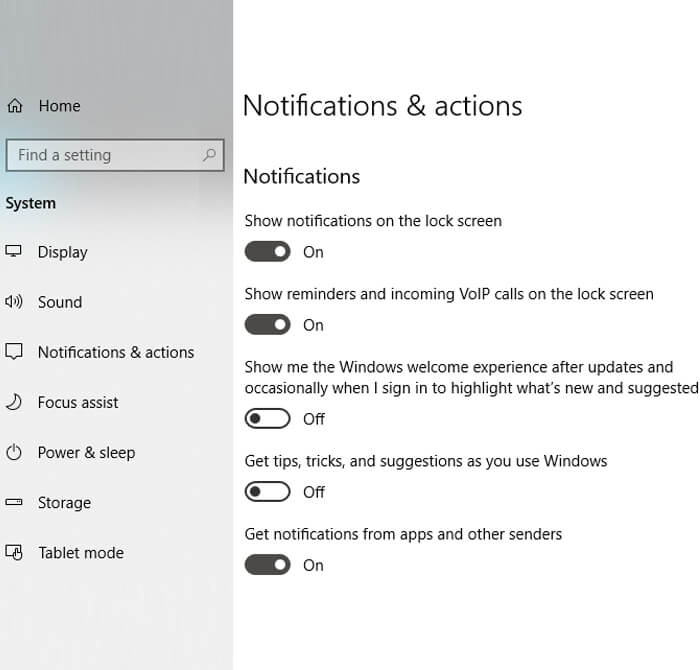 Home
Find a setting
System
Display
Sound
Notifications & actions
Focus assist
Power & sleep
Storage
Tablet mode
Notifications & actions
Notifications
Show notifications on the lock screen
On
Show reminders and incoming VoIP calls on the lock screen
On
Show me the Windows welcome experience after updates and
occasionally when I sign in to highlight what's new and suggested
Off
Get tips, tricks, and suggestions as you use Windows
Off
Get notifications from apps and other senders
On